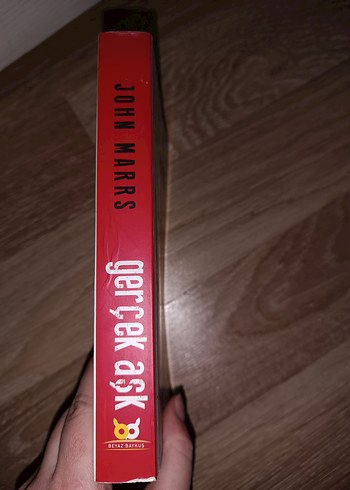 JOHN MARRS
gerçek aşk
BEYAZ BAYKUŞ